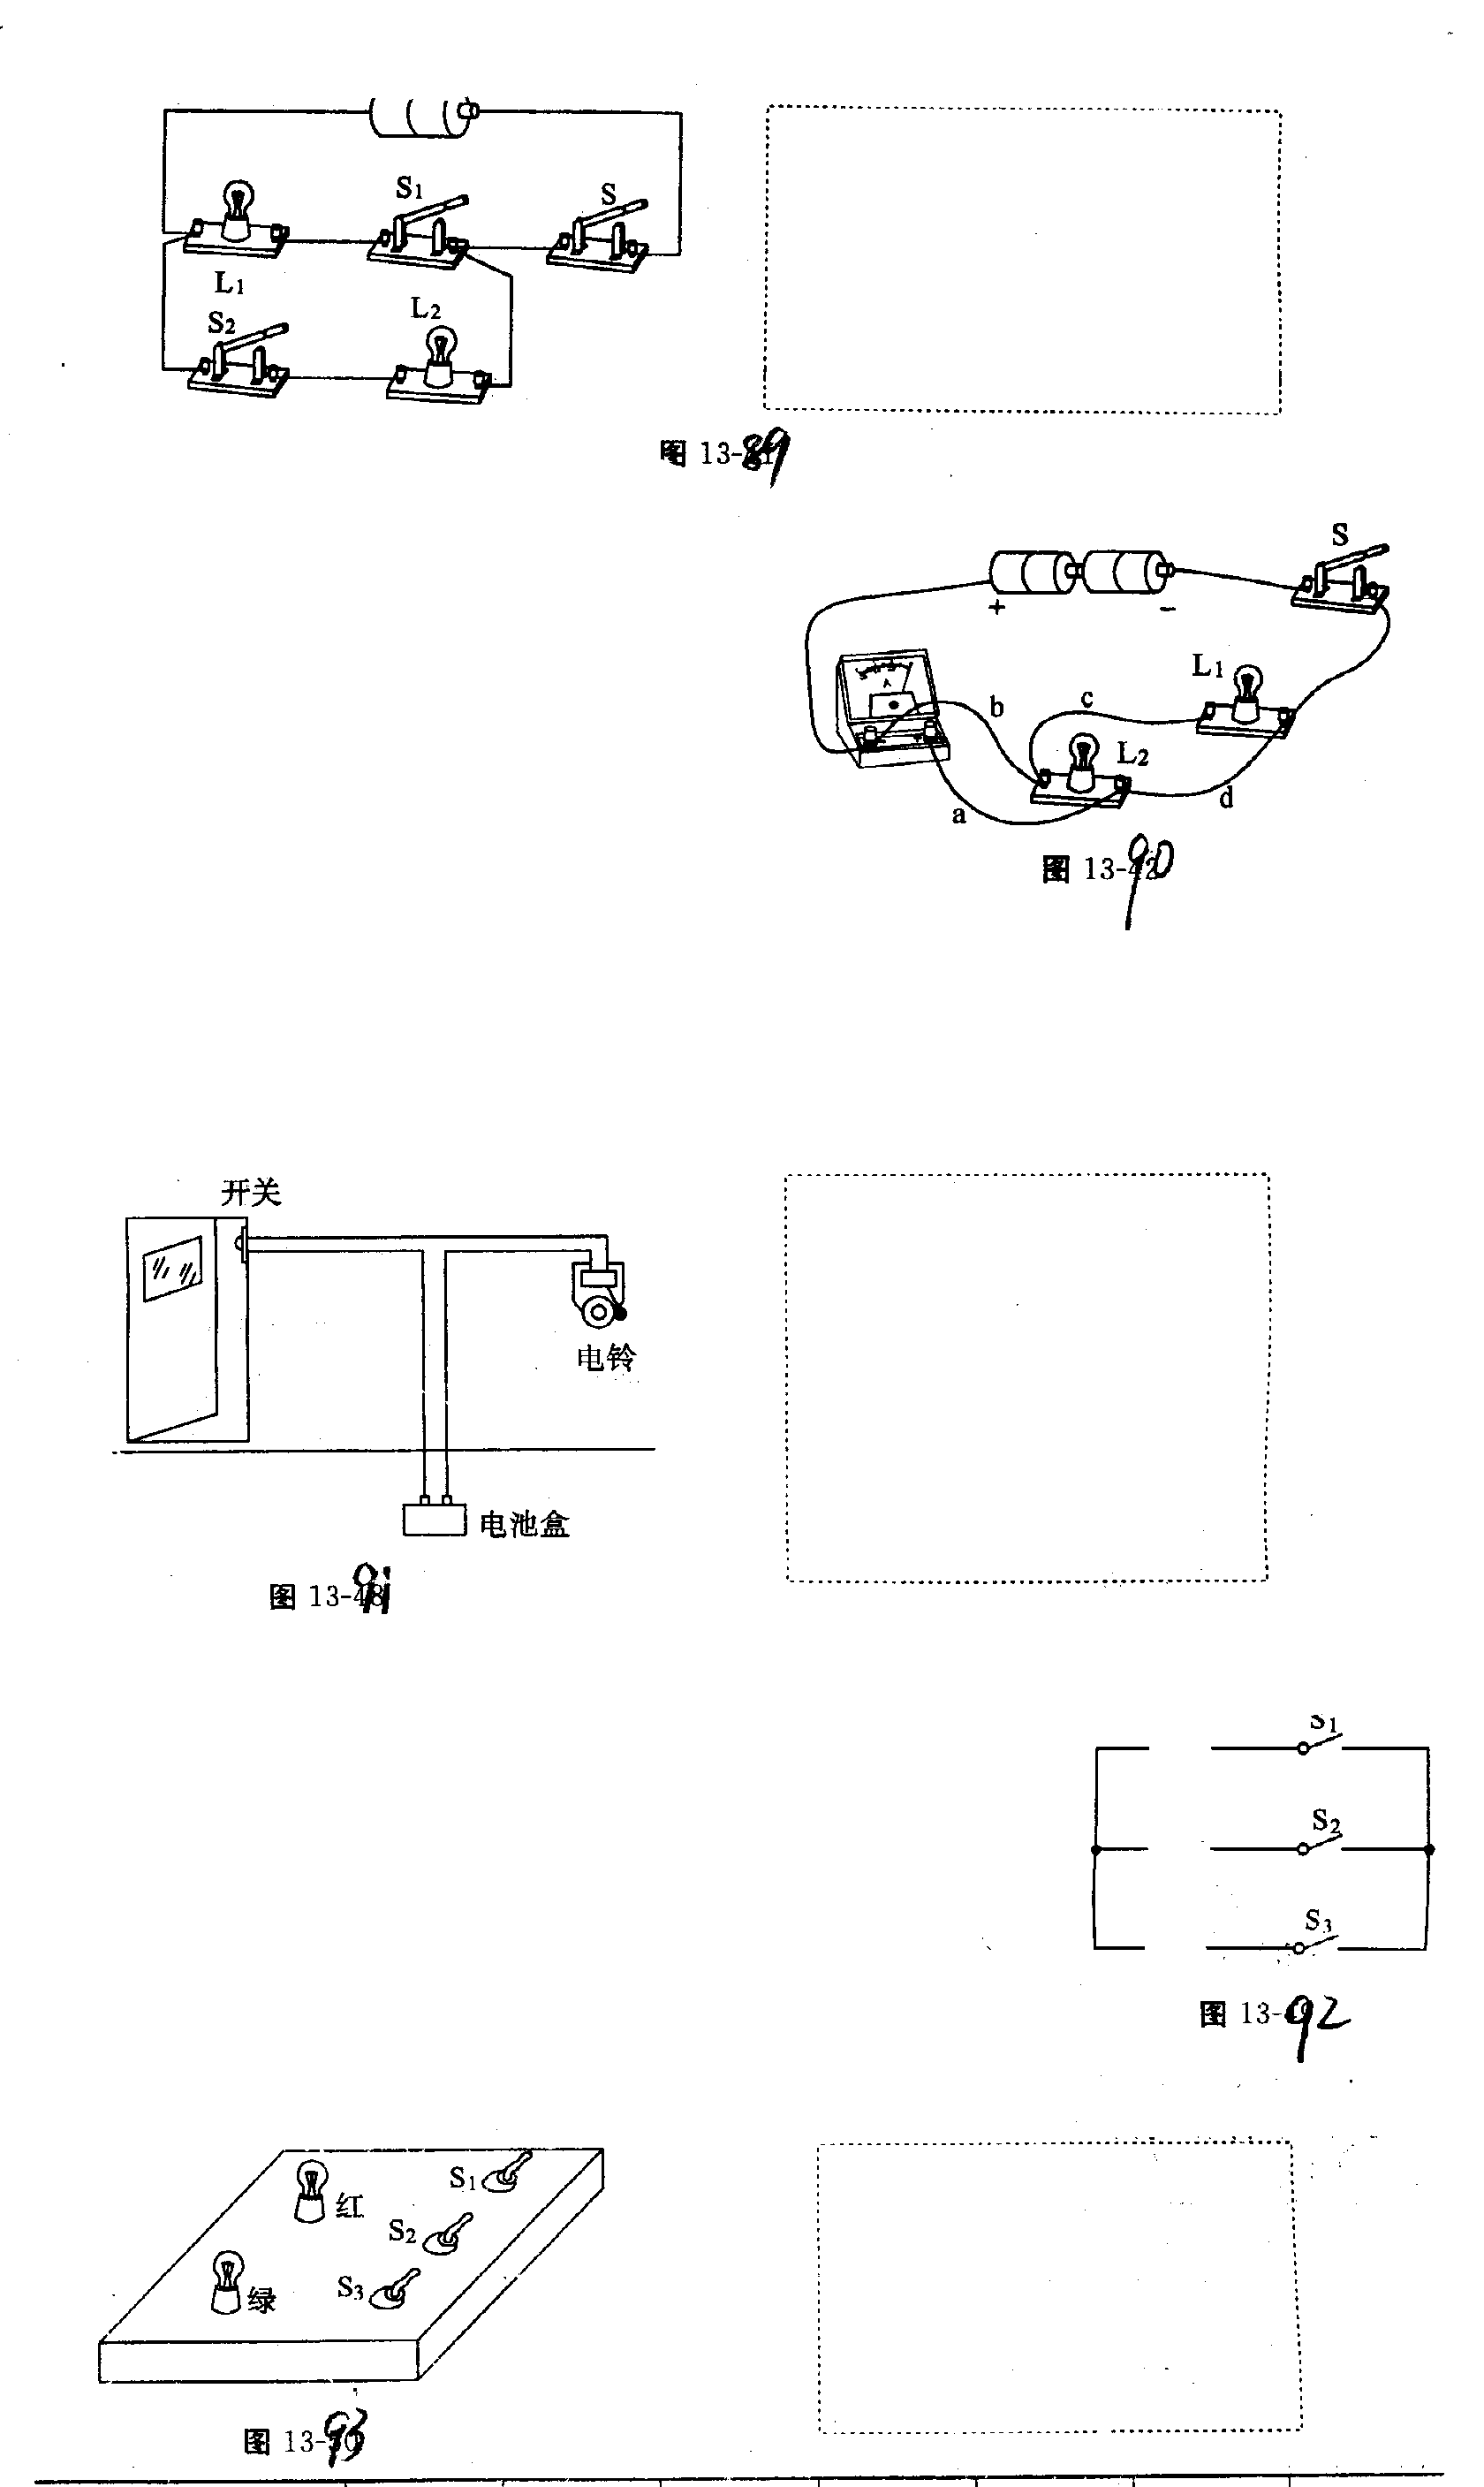 S₁
S
L₁
L₂
S₂
图 13-89
S
+ −
A
L₁
b
c
L₂
a
d
图 13-90
开关
电铃
电池盒
图 13-91
S₁
S₂
S₃
图 13-92
S₁
红
S₂
S₃
绿
图 13-93